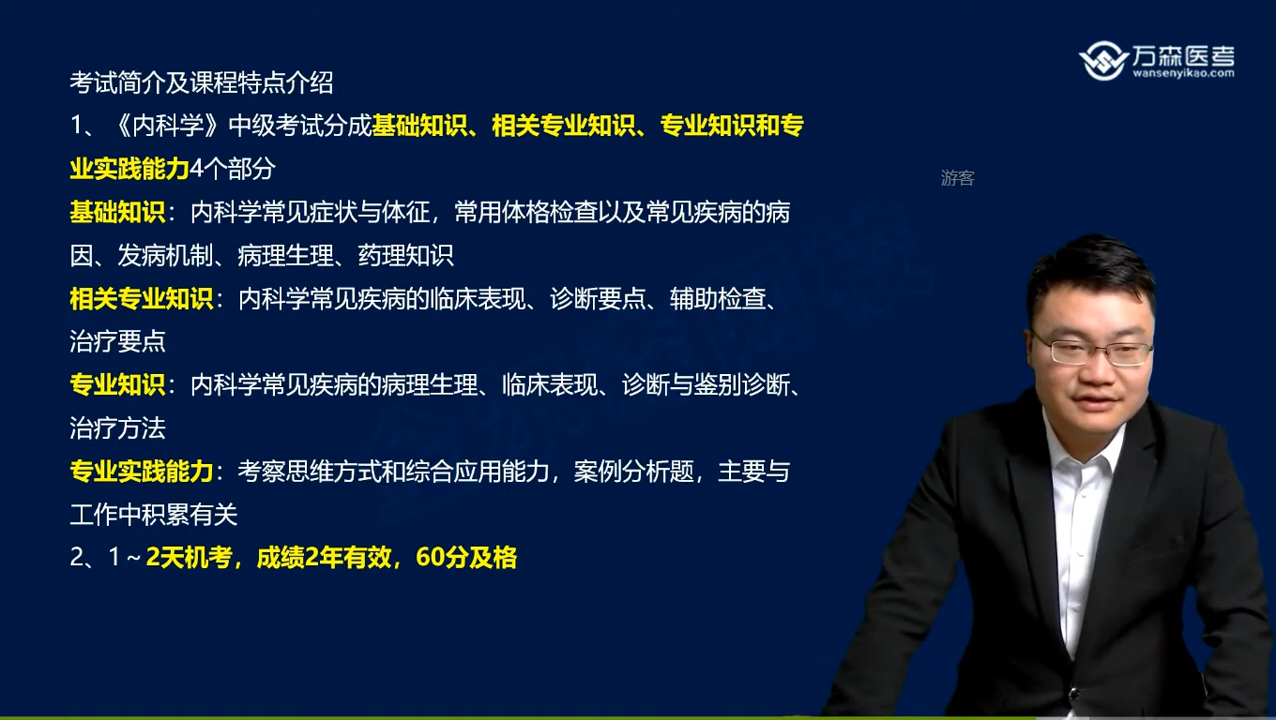 万森医考
wansenyikao.com
考试简介及课程特点介绍
1、《内科学》中级考试分成基础知识、相关专业知识、专业知识和专
业实践能力4个部分
游客
基础知识：内科学常见症状与体征，常用体格检查以及常见疾病的病
因、发病机制、病理生理、药理知识
相关专业知识：内科学常见疾病的临床表现、诊断要点、辅助检查、
治疗要点
专业知识：内科学常见疾病的病理生理、临床表现、诊断与鉴别诊断、
治疗方法
专业实践能力：考察思维方式和综合应用能力，案例分析题，主要与
工作中积累有关
2、1～2天机考，成绩2年有效，60分及格